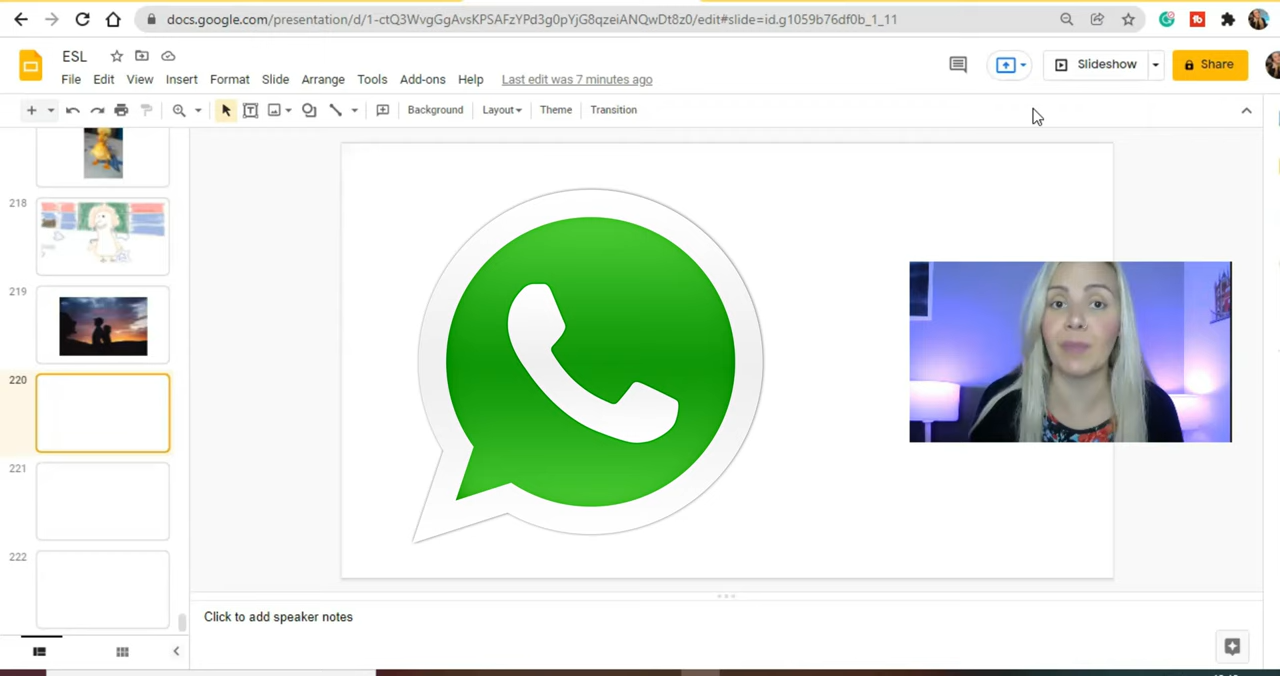 docs.google.com/presentation/d/1-ctQ3WvgGgAvsKPSAFzYPd3g0pYjG8qzeiANQwDt8z0/edit#slide=id.g1059b76df0b_1_11
ESL
File Edit View Insert Format Slide Arrange Tools Add-ons Help Last edit was 7 minutes ago
Slideshow
Share
Background Layout Theme Transition
218
219
220
221
222
Click to add speaker notes